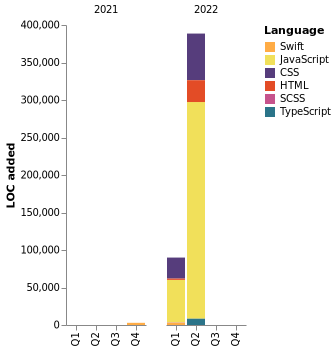 2021 2022
Language
Swift
JavaScript
CSS
HTML
SCSS
TypeScript
LOC added
400,000
350,000
300,000
250,000
200,000
150,000
100,000
50,000
0
Q1 Q2 Q3 Q4 Q1 Q2 Q3 Q4